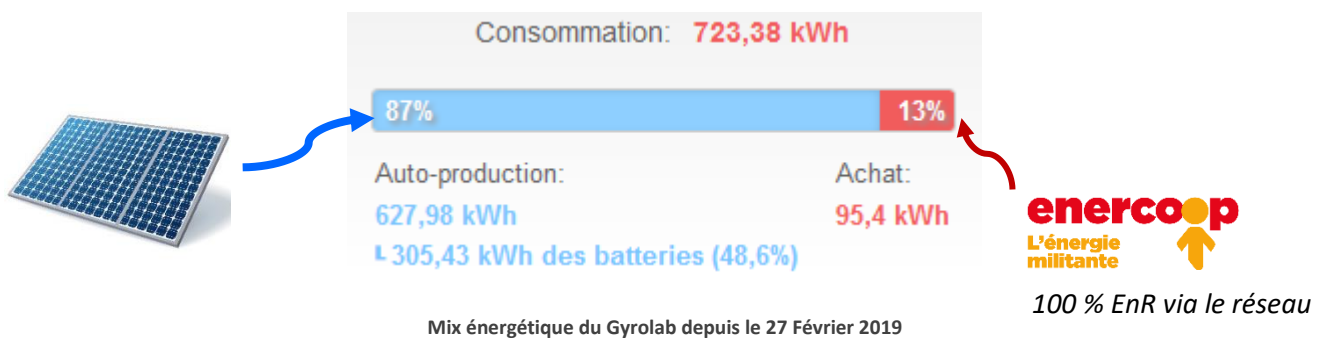 Consommation: 723,38 kWh
87% 13%
Auto-production: Achat:
627,98 kWh 95,4 kWh
┖ 305,43 kWh des batteries (48,6%)
enercoop
L'énergie
militante
100 % EnR via le réseau
Mix énergétique du Gyrolab depuis le 27 Février 2019